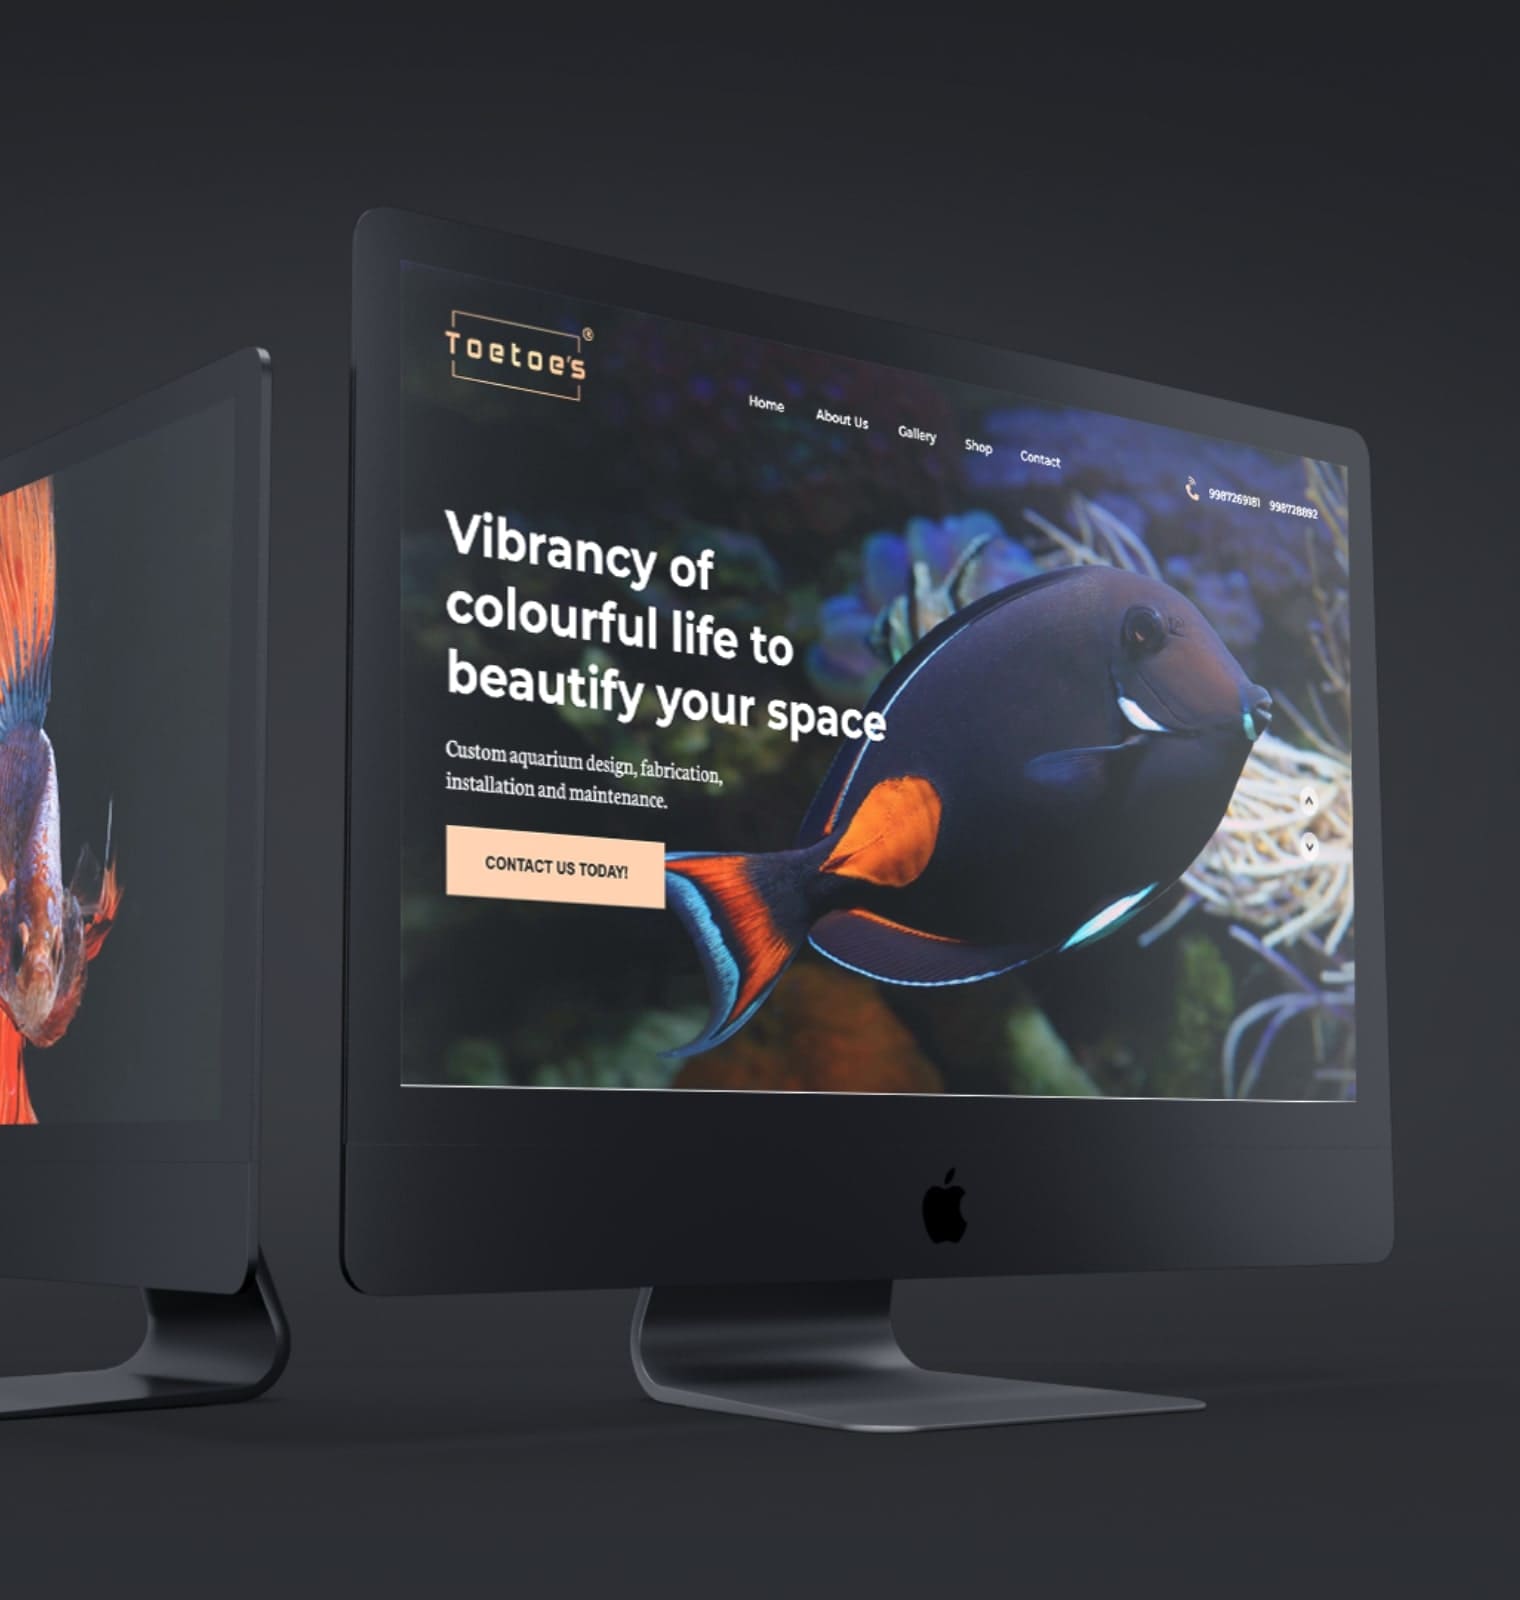 Toetoe's®
Home About Us Gallery Shop Contact
9987269181 998728892
Vibrancy of
colourful life to
beautify your space
Custom aquarium design, fabrication,
installation and maintenance.
CONTACT US TODAY!